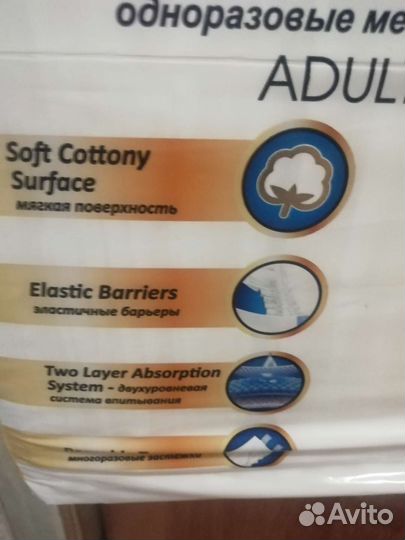 одноразовые
ADUL
Soft Cottony
Surface
мягкая поверхность
Elastic Barriers
эластичные барьеры
Two Layer Absorption
System - двухуровневая
система впитывания
многоразовые застежки
Avito